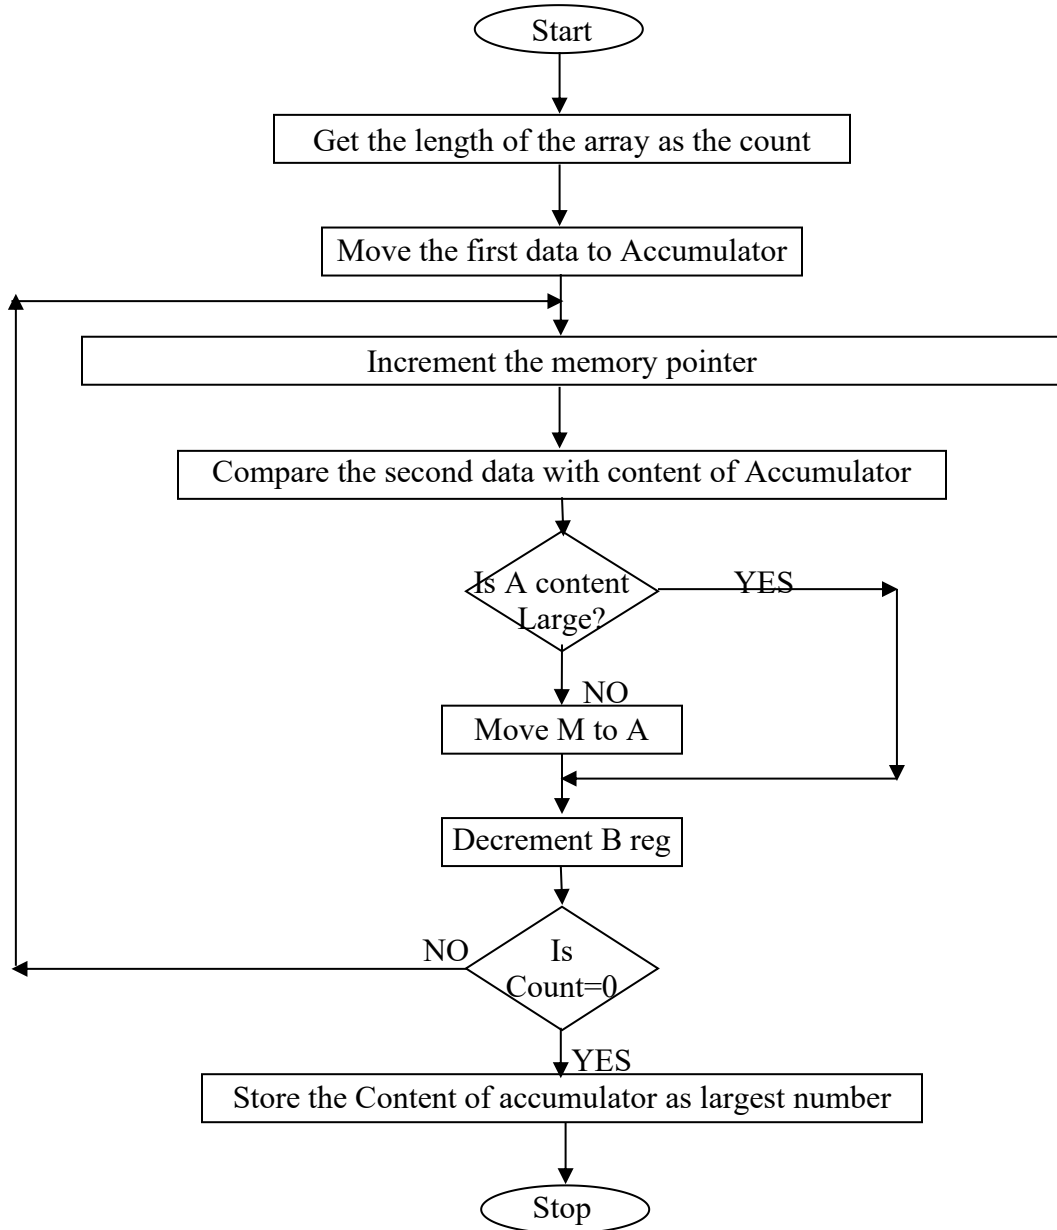 Start
Get the length of the array as the count
Move the first data to Accumulator
Increment the memory pointer
Compare the second data with content of Accumulator
Is A content
Large?
YES
NO
Move M to A
Decrement B reg
NO
Is
Count=0
YES
Store the Content of accumulator as largest number
Stop